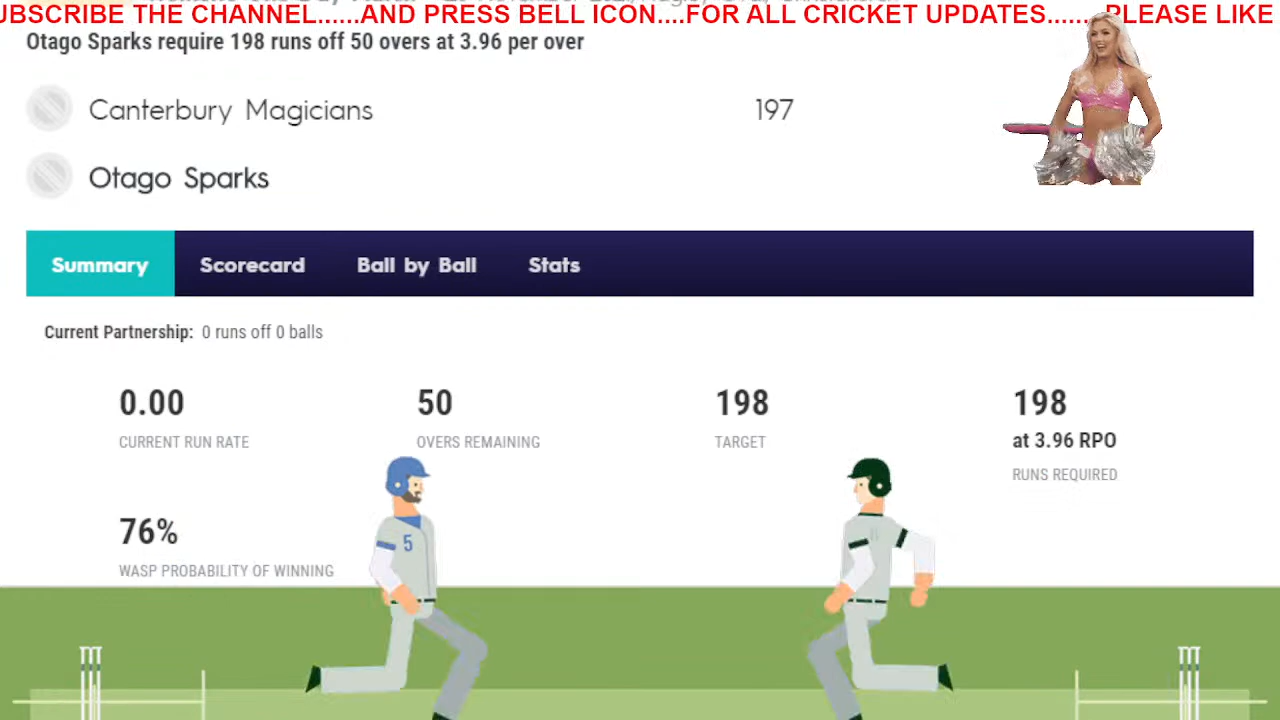 UBSCRIBE THE CHANNEL......AND PRESS BELL ICON....FOR ALL CRICKET UPDATES...... PLEASE LIKE
Otago Sparks require 198 runs off 50 overs at 3.96 per over
Canterbury Magicians 197
Otago Sparks
Summary Scorecard Ball by Ball Stats
Current Partnership: 0 runs off 0 balls
0.00 50 198 198
CURRENT RUN RATE OVERS REMAINING TARGET at 3.96 RPO
RUNS REQUIRED
76%
WASP PROBABILITY OF WINNING
5